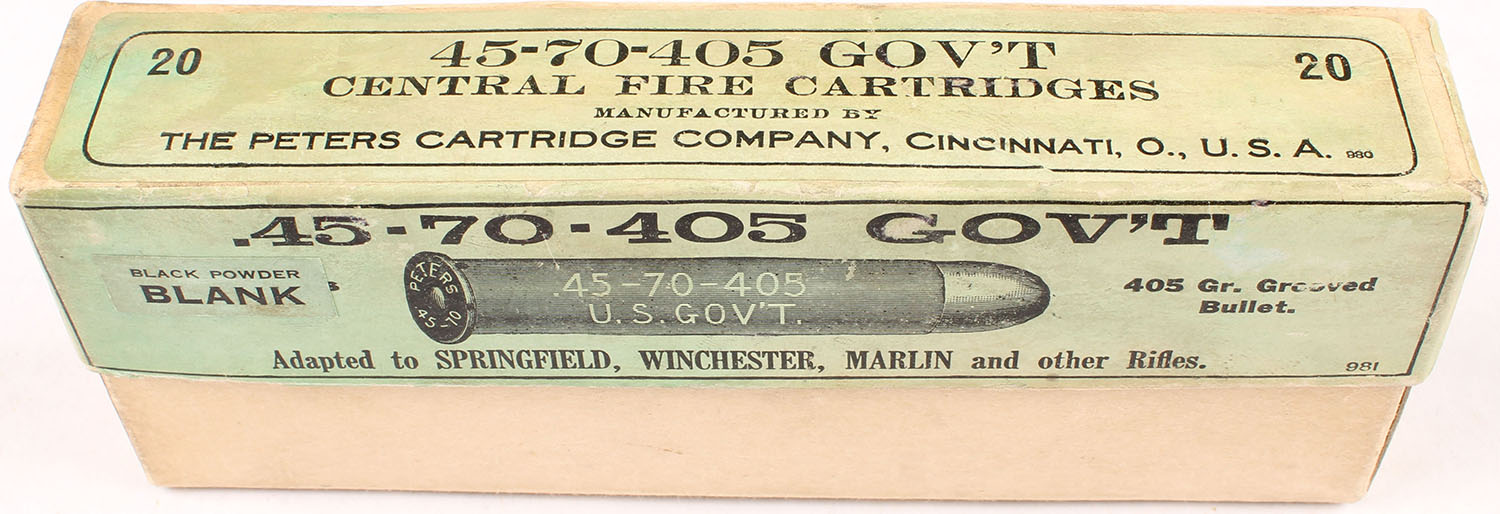 20
45-70-405 GOV'T
20
CENTRAL FIRE CARTRIDGES
MANUFACTURED BY
THE PETERS CARTRIDGE COMPANY, CINCINNATI, O., U. S. A. 980
.45-70-405 GOV'T
BLACK POWDER
BLANK
PETERS
45-70
.45-70-405
U.S. GOV'T.
405 Gr. Grooved
Bullet.
Adapted to SPRINGFIELD, WINCHESTER, MARLIN and other Rifles.
981